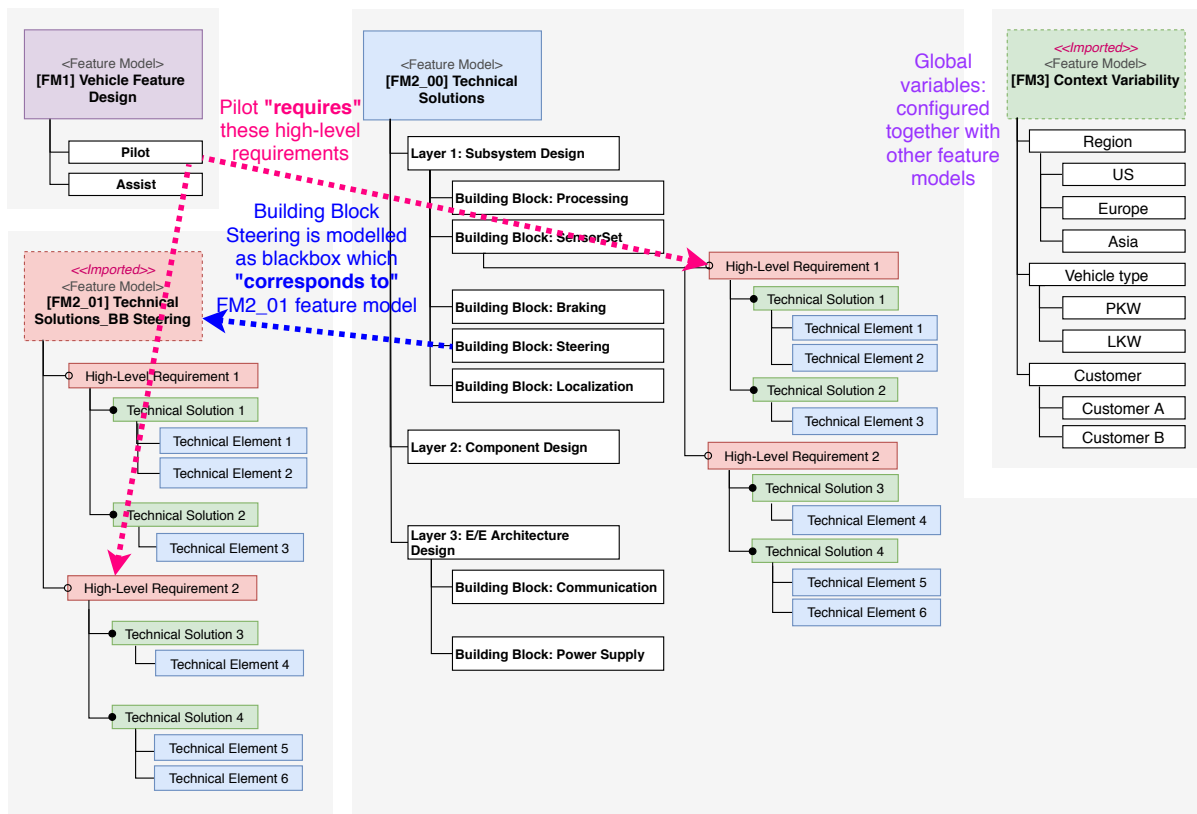 <Feature Model>
[FM1] Vehicle Feature
Design
Pilot
Assist
Pilot "requires"
these high-level
requirements
Building Block
Steering is modelled
as blackbox which
"corresponds to"
FM2_01 feature model
<<Imported>>
<Feature Model>
[FM2_01] Technical
Solutions_BB Steering
High-Level Requirement 1
Technical Solution 1
Technical Element 1
Technical Element 2
Technical Solution 2
Technical Element 3
High-Level Requirement 2
Technical Solution 3
Technical Element 4
Technical Solution 4
Technical Element 5
Technical Element 6
<Feature Model>
[FM2_00] Technical
Solutions
Layer 1: Subsystem Design
Building Block: Processing
Building Block: SensorSet
Building Block: Braking
Building Block: Steering
Building Block: Localization
Layer 2: Component Design
Layer 3: E/E Architecture
Design
Building Block: Communication
Building Block: Power Supply
High-Level Requirement 1
Technical Solution 1
Technical Element 1
Technical Element 2
Technical Solution 2
Technical Element 3
High-Level Requirement 2
Technical Solution 3
Technical Element 4
Technical Solution 4
Technical Element 5
Technical Element 6
Global
variables:
configured
together with
other feature
models
<<Imported>>
<Feature Model>
[FM3] Context Variability
Region
US
Europe
Asia
Vehicle type
PKW
LKW
Customer
Customer A
Customer B